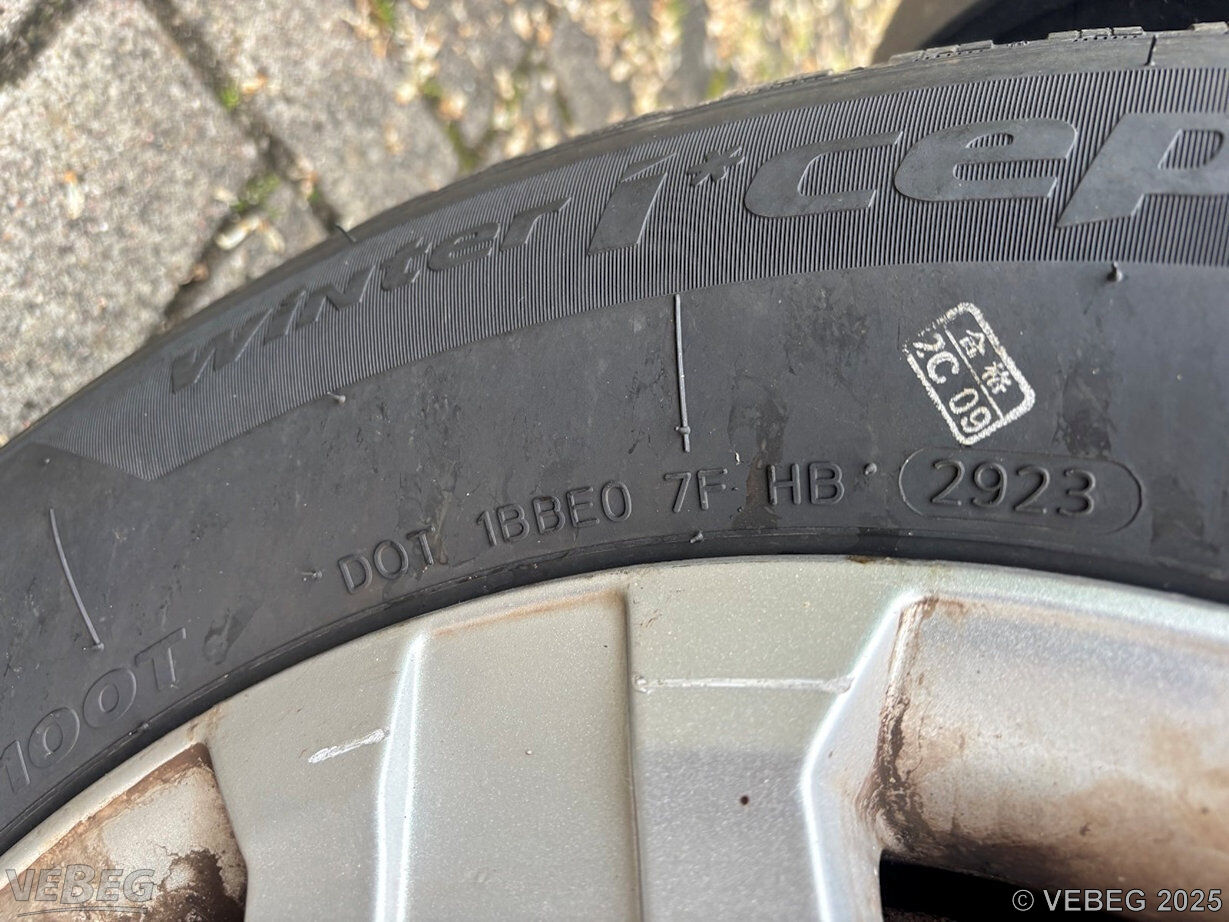 winter i*cep
合格
2C 09
DOT 1BBE0 7F HB 2923
100T
VEBEG
© VEBEG 2025